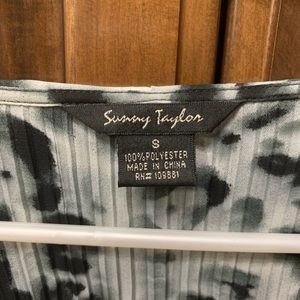 Sunny Taylor
S
100% POLYESTER
MADE IN CHINA
RN# 109881